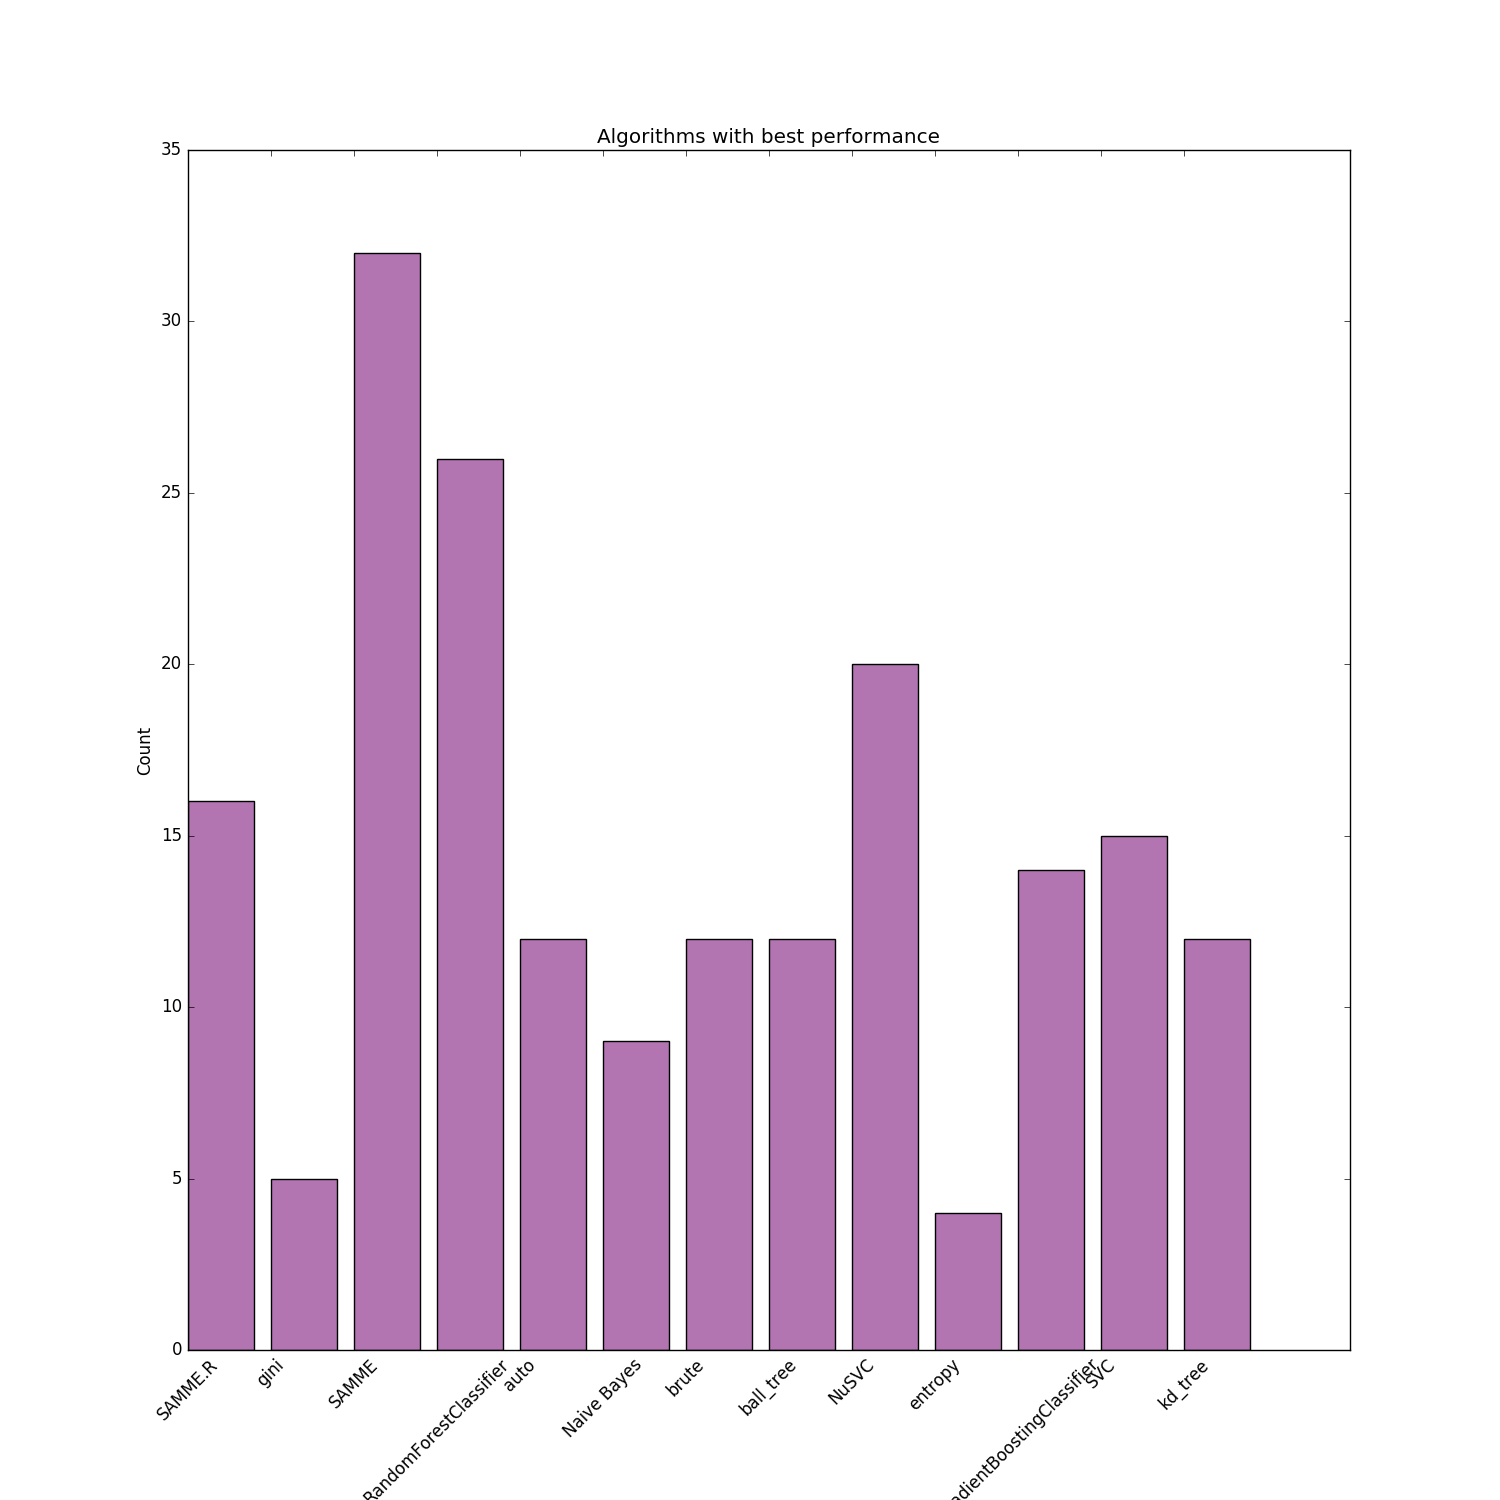 Algorithms with best performance
35
30
25
20
15
10
5
0
Count
SAMME.R
gini
SAMME
RandomForestClassifier
auto
Naive Bayes
brute
ball_tree
NuSVC
entropy
adientBoostingClassifier
SVC
kd_tree